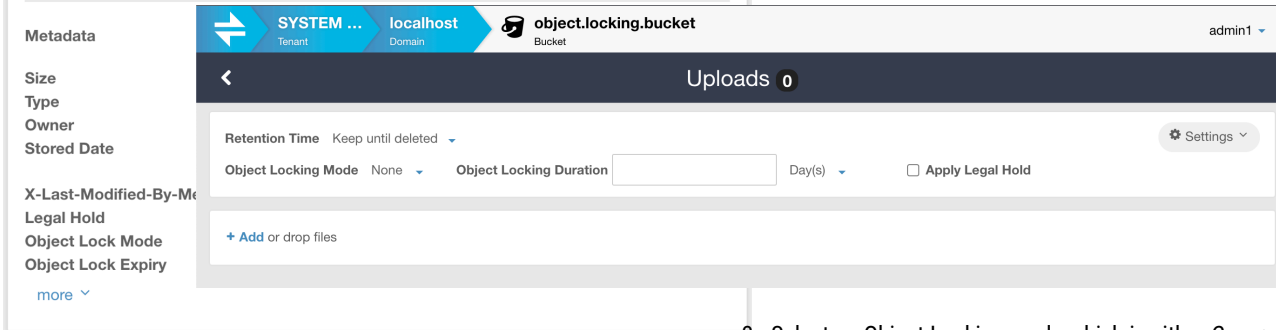 Metadata
Size
Type
Owner
Stored Date
X-Last-Modified-By-Me
Legal Hold
Object Lock Mode
Object Lock Expiry
more
SYSTEM ...
Tenant
localhost
Domain
object.locking.bucket
Bucket
admin1
Uploads 0
Retention Time Keep until deleted
Settings
Object Locking Mode None Object Locking Duration Day(s) Apply Legal Hold
+ Add or drop files